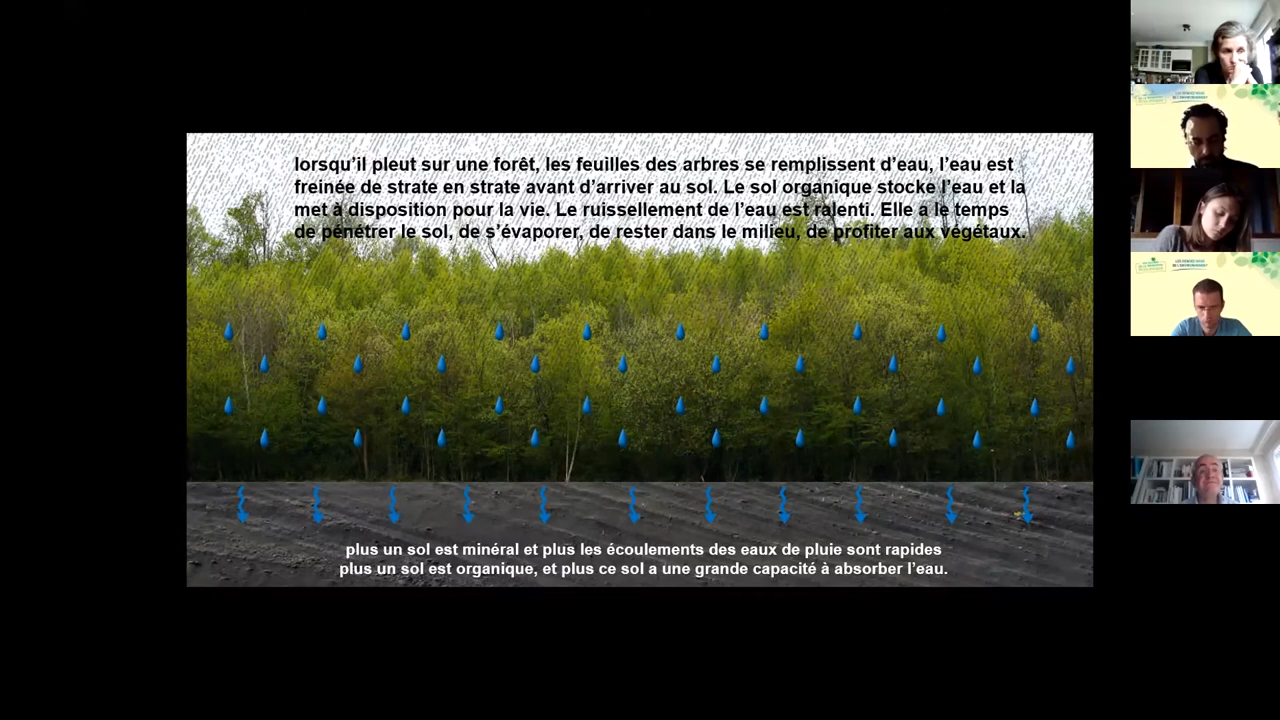 lorsqu’il pleut sur une forêt, les feuilles des arbres se remplissent d’eau, l’eau est
freinée de strate en strate avant d’arriver au sol. Le sol organique stocke l’eau et la
met à disposition pour la vie. Le ruissellement de l’eau est ralenti. Elle a le temps
de pénétrer le sol, de s’évaporer, de rester dans le milieu, de profiter aux végétaux.
plus un sol est minéral et plus les écoulements des eaux de pluie sont rapides
plus un sol est organique, et plus ce sol a une grande capacité à absorber l’eau.